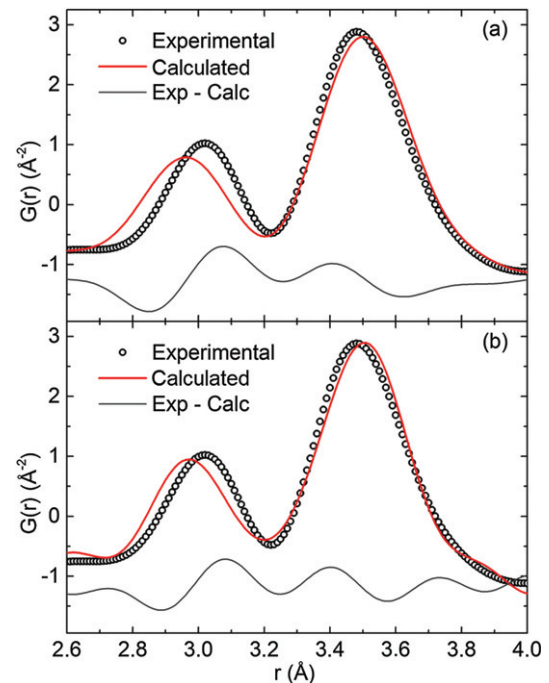 (a)
Experimental
Calculated
Exp - Calc
3
2
1
0
-1
G(r) (Å⁻²)
(b)
Experimental
Calculated
Exp - Calc
3
2
1
0
-1
G(r) (Å⁻²)
2.6 2.8 3.0 3.2 3.4 3.6 3.8 4.0
r (Å)